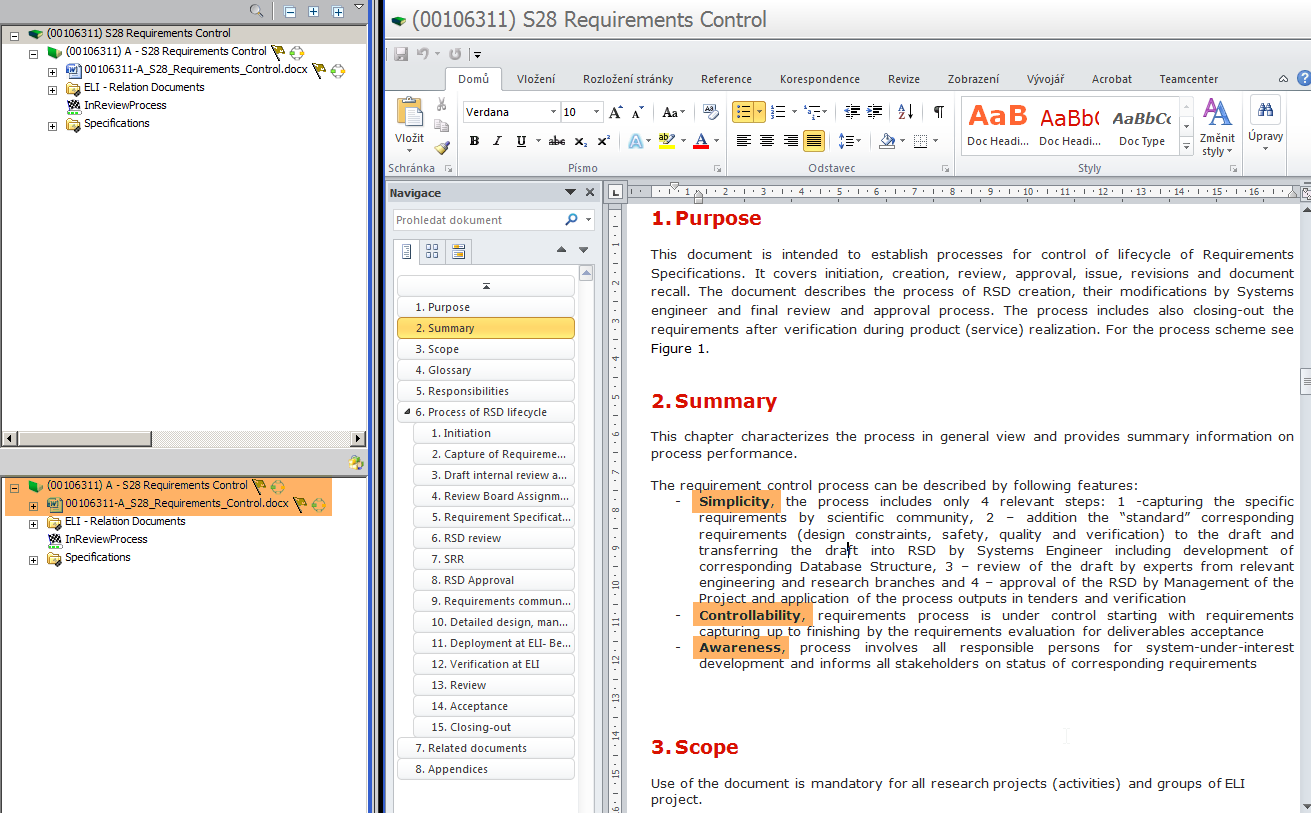 (00106311) S28 Requirements Control
(00106311) A - S28 Requirements Control
00106311-A_S28_Requirements_Control.docx
ELI - Relation Documents
InReviewProcess
Specifications
(00106311) A - S28 Requirements Control
00106311-A_S28_Requirements_Control.docx
ELI - Relation Documents
InReviewProcess
Specifications
(00106311) S28 Requirements Control
Domů Vložení Rozložení stránky Reference Korespondence Revize Zobrazení Vývojář Acrobat Teamcenter
Vložit
Verdana 10
AaB AaBb( AaBbCc
Doc Headi... Doc Headi... Doc Type
Změnit styly
Úpravy
Schránka Písmo Odstavec Styly
Navigace
Prohledat dokument
1. Purpose
2. Summary
3. Scope
4. Glossary
5. Responsibilities
6. Process of RSD lifecycle
1. Initiation
2. Capture of Requireme...
3. Draft internal review a...
4. Review Board Assignm...
5. Requirement Specificat...
6. RSD review
7. SRR
8. RSD Approval
9. Requirements commun...
10. Detailed design, man...
11. Deployment at ELI- Be...
12. Verification at ELI
13. Review
14. Acceptance
15. Closing-out
7. Related documents
8. Appendices
1 2 3 4 5 6 7 8 9 10 11 12 13 14 15 16
1. Purpose
This document is intended to establish processes for control of lifecycle of Requirements
Specifications. It covers initiation, creation, review, approval, issue, revisions and document
recall. The document describes the process of RSD creation, their modifications by Systems
engineer and final review and approval process. The process includes also closing-out the
requirements after verification during product (service) realization. For the process scheme see
Figure 1.
2. Summary
This chapter characterizes the process in general view and provides summary information on
process performance.
The requirement control process can be described by following features:
- Simplicity, the process includes only 4 relevant steps: 1 -capturing the specific
requirements by scientific community, 2 – addition the “standard” corresponding
requirements (design constraints, safety, quality and verification) to the draft and
transferring the draft into RSD by Systems Engineer including development of
corresponding Database Structure, 3 – review of the draft by experts from relevant
engineering and research branches and 4 – approval of the RSD by Management of the
Project and application of the process outputs in tenders and verification
- Controllability, requirements process is under control starting with requirements
capturing up to finishing by the requirements evaluation for deliverables acceptance
- Awareness, process involves all responsible persons for system-under-interest
development and informs all stakeholders on status of corresponding requirements
3. Scope
Use of the document is mandatory for all research projects (activities) and groups of ELI
project.